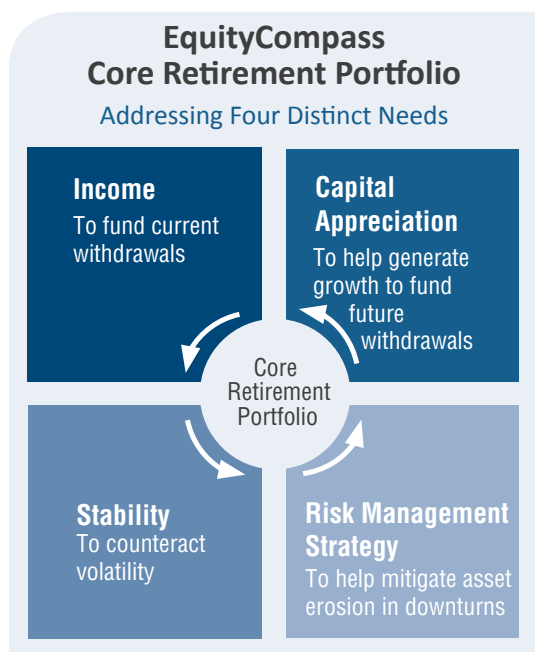 EquityCompass
Core Retirement Portfolio
Addressing Four Distinct Needs
Income
To fund current
withdrawals
Capital
Appreciation
To help generate
growth to fund
future
withdrawals
Core
Retirement
Portfolio
Stability
To counteract
volatility
Risk Management
Strategy
To help mitigate asset
erosion in downturns